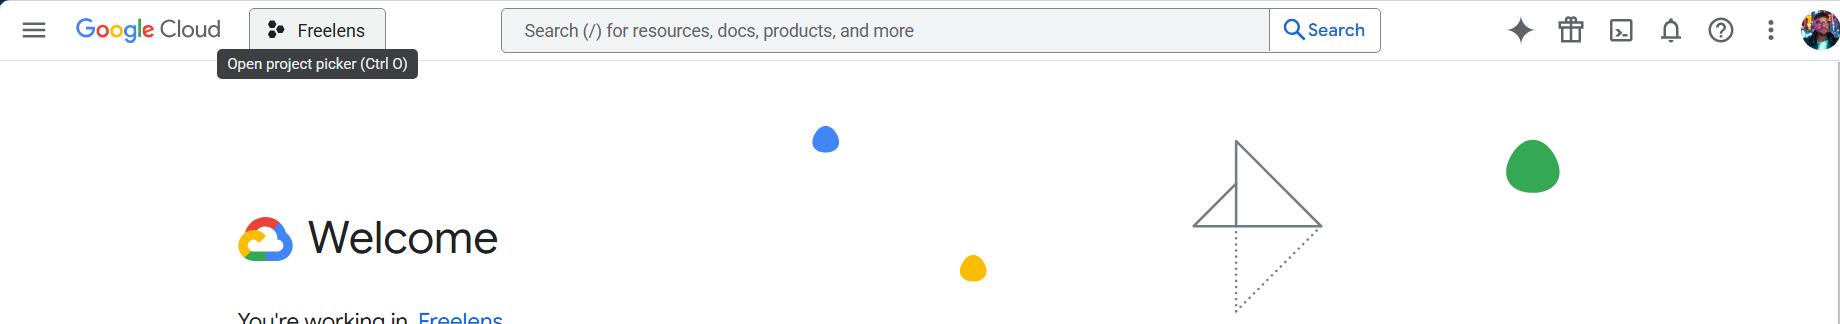 Google Cloud
Freelens
Search (/) for resources, docs, products, and more
Search
Open project picker (Ctrl O)
Welcome
You're working in Freelens